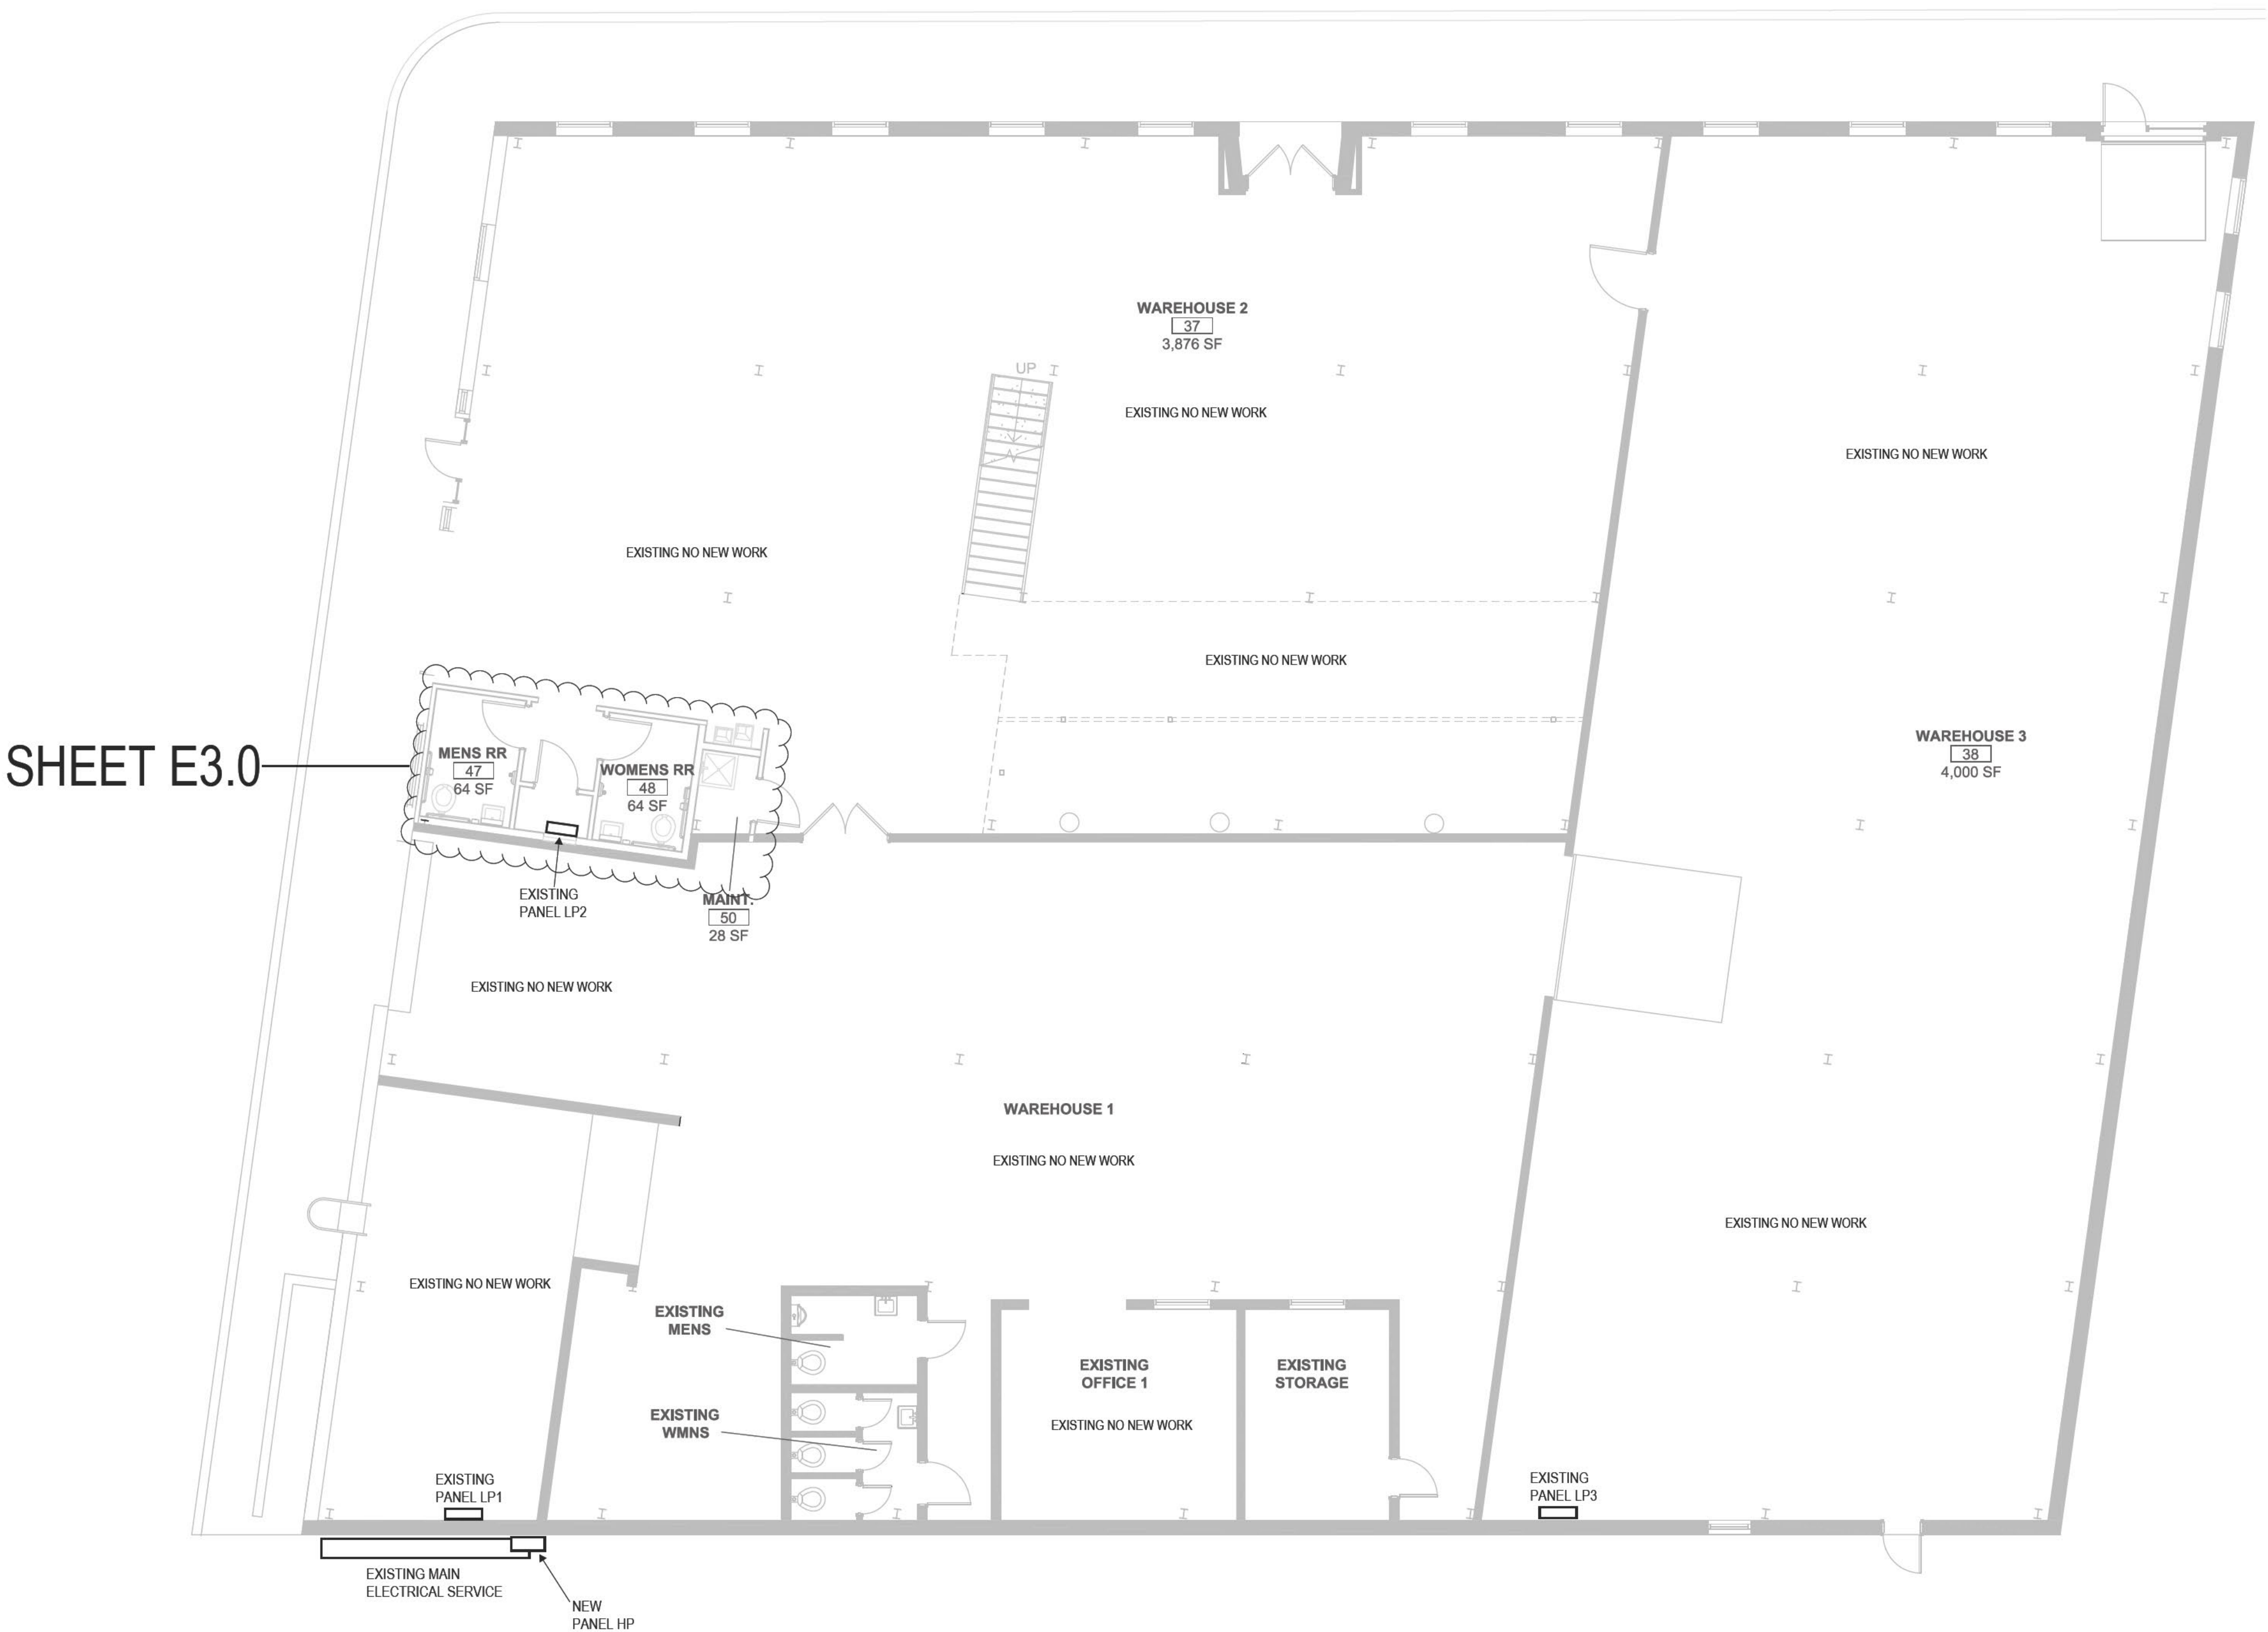 WAREHOUSE 2
37
3,876 SF
UP
EXISTING NO NEW WORK
EXISTING NO NEW WORK
EXISTING NO NEW WORK
EXISTING NO NEW WORK
WAREHOUSE 3
38
4,000 SF
SHEET E3.0
MENS RR
47
64 SF
WOMENS RR
48
64 SF
EXISTING
PANEL LP2
MAINT.
50
28 SF
EXISTING NO NEW WORK
WAREHOUSE 1
EXISTING NO NEW WORK
EXISTING NO NEW WORK
EXISTING NO NEW WORK
EXISTING
MENS
EXISTING
WMNS
EXISTING
OFFICE 1
EXISTING NO NEW WORK
EXISTING
STORAGE
EXISTING
PANEL LP1
EXISTING
PANEL LP3
EXISTING MAIN
ELECTRICAL SERVICE
NEW
PANEL HP